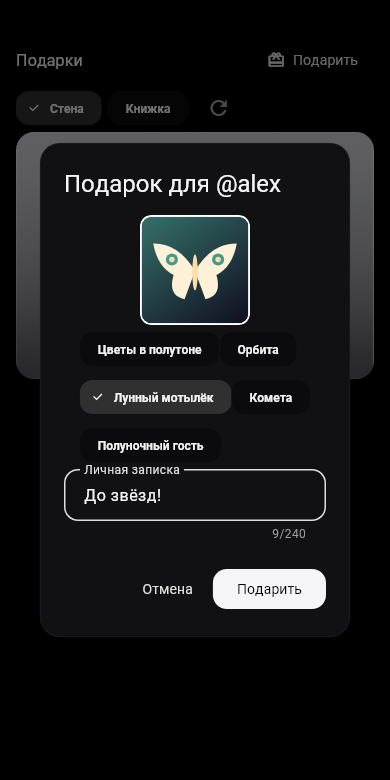 Подарки
Подарить
Стена
Книжка
Подарок для @alex
Цветы в полутоне
Орбита
Лунный мотылёк
Комета
Полуночный гость
Личная записка
До звёзд!
9/240
Отмена
Подарить